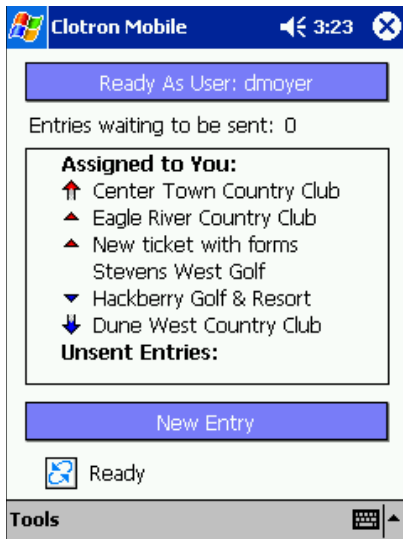 Clotron Mobile 3:23
Ready As User: dmoyer
Entries waiting to be sent: 0
Assigned to You:
Center Town Country Club
Eagle River Country Club
New ticket with forms
Stevens West Golf
Hackberry Golf & Resort
Dune West Country Club
Unsent Entries:
New Entry
Ready
Tools